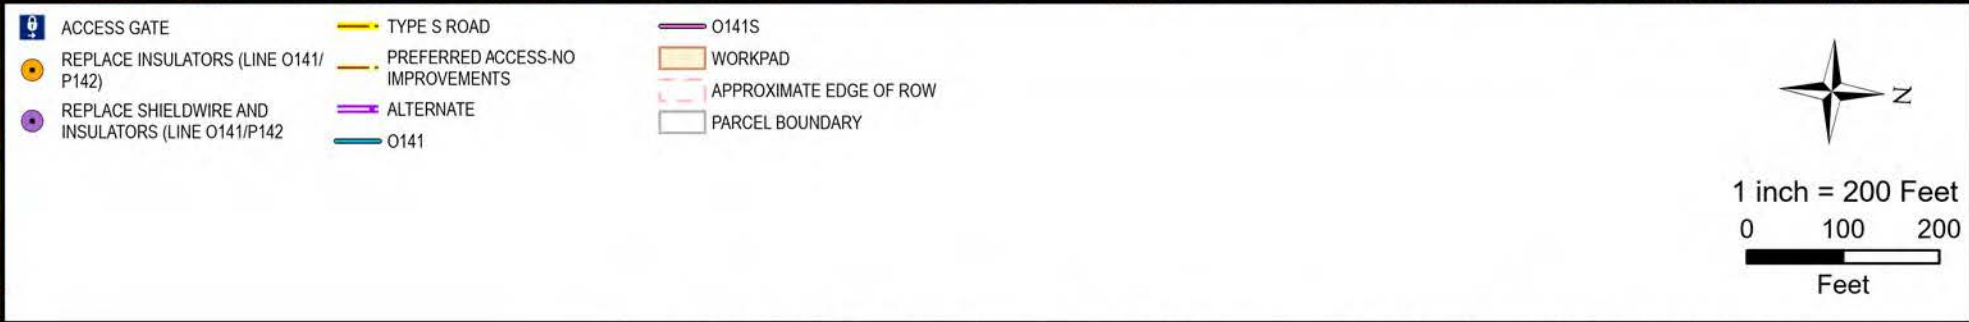 ACCESS GATE
REPLACE INSULATORS (LINE O141/
P142)
REPLACE SHIELDWIRE AND
INSULATORS (LINE O141/P142
TYPE S ROAD
PREFERRED ACCESS-NO
IMPROVEMENTS
ALTERNATE
O141
O141S
WORKPAD
APPROXIMATE EDGE OF ROW
PARCEL BOUNDARY
N
1 inch = 200 Feet
0 100 200
Feet